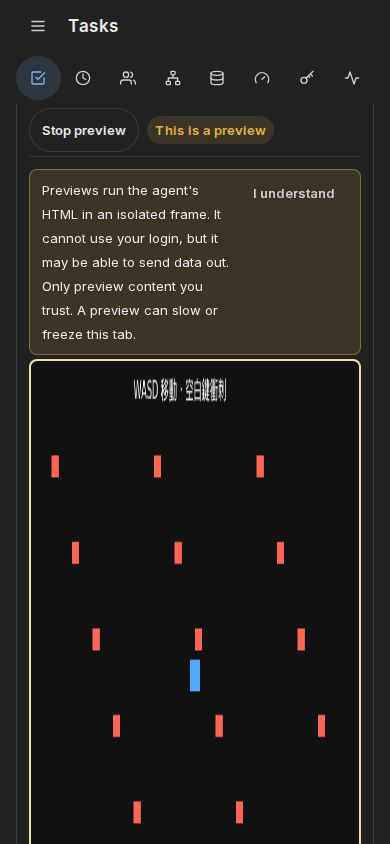 Tasks
Stop preview
This is a preview
Previews run the agent's
HTML in an isolated frame. It
cannot use your login, but it
may be able to send data out.
Only preview content you
trust. A preview can slow or
freeze this tab.
I understand
WASD 移動 · 空白鍵衝刺